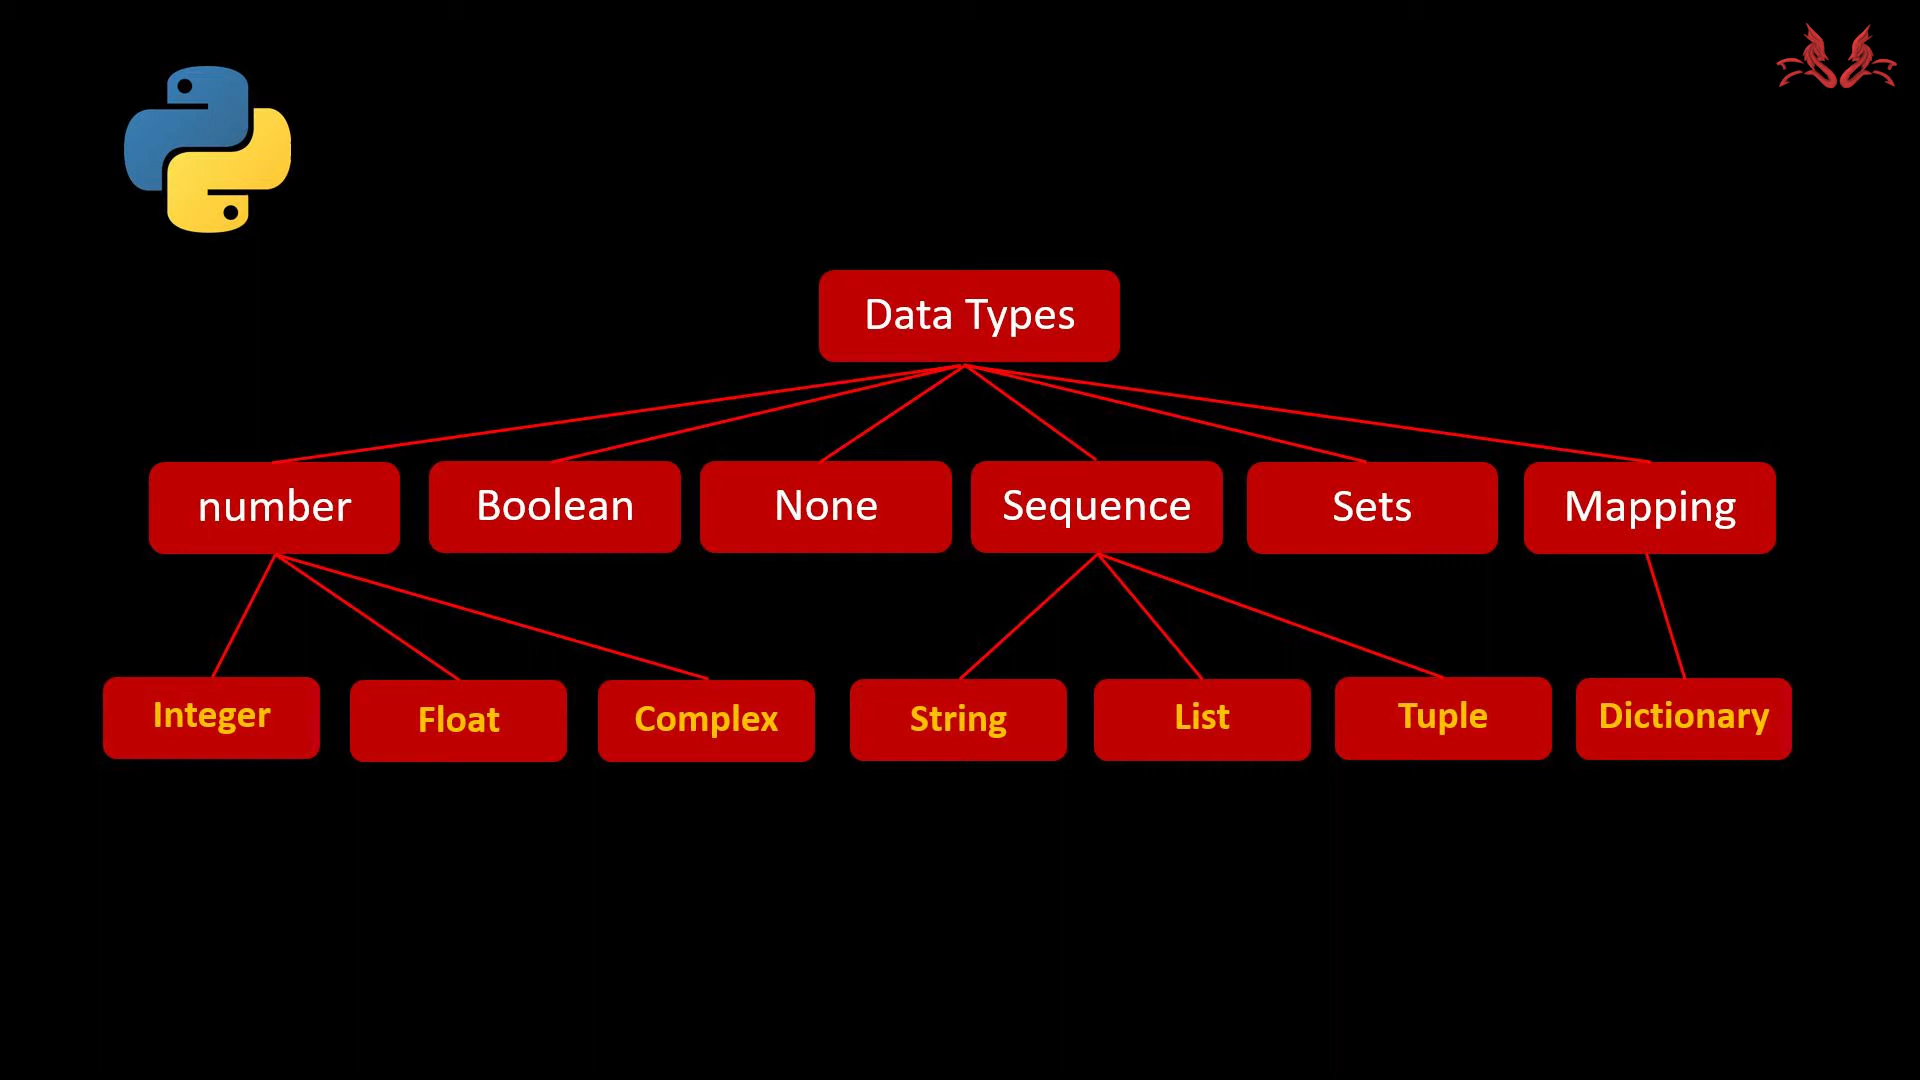 Data Types
number
Boolean
None
Sequence
Sets
Mapping
Integer
Float
Complex
String
List
Tuple
Dictionary